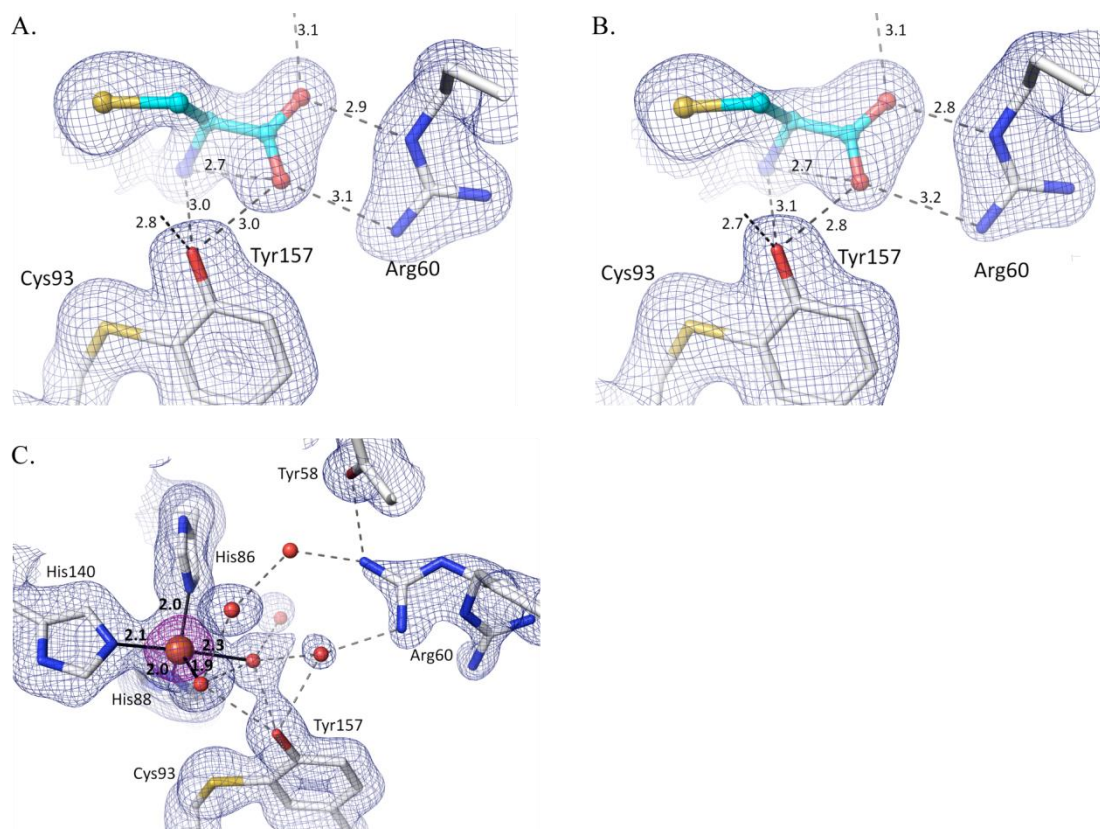 A.
3.1
2.9
2.7
3.1
3.0
2.8
3.0
Tyr157
Cys93
Arg60
B.
3.1
2.8
2.7
3.2
3.1
2.7
2.8
Tyr157
Cys93
Arg60
C.
Tyr58
His86
His140
2.0
2.1
2.3
2.0
1.9
Arg60
His88
Tyr157
Cys93